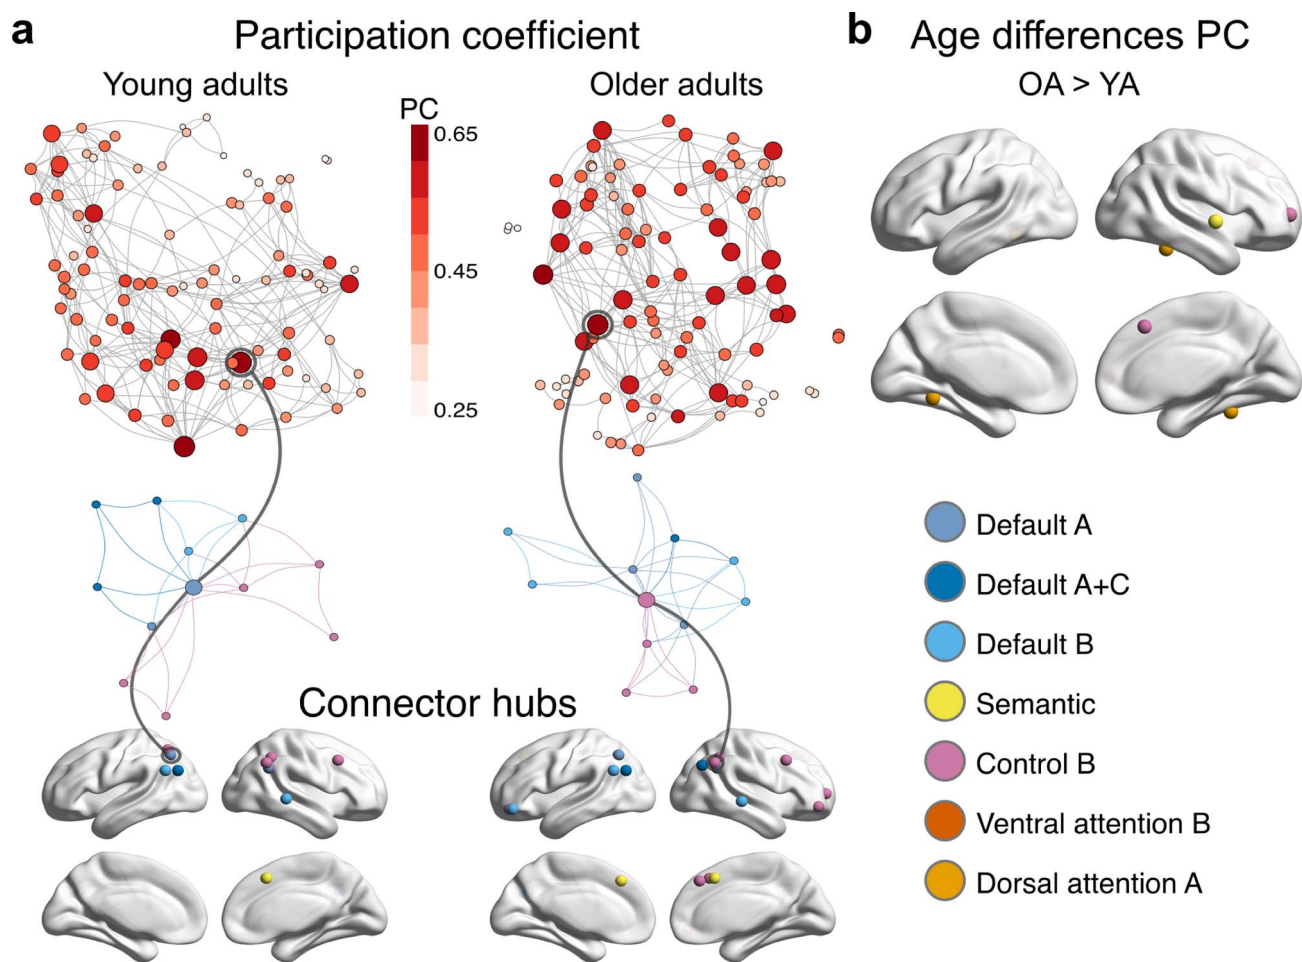 a
Participation coefficient
Young adults
Older adults
PC
0.65
0.45
0.25
Connector hubs
b
Age differences PC
OA > YA
Default A
Default A+C
Default B
Semantic
Control B
Ventral attention B
Dorsal attention A